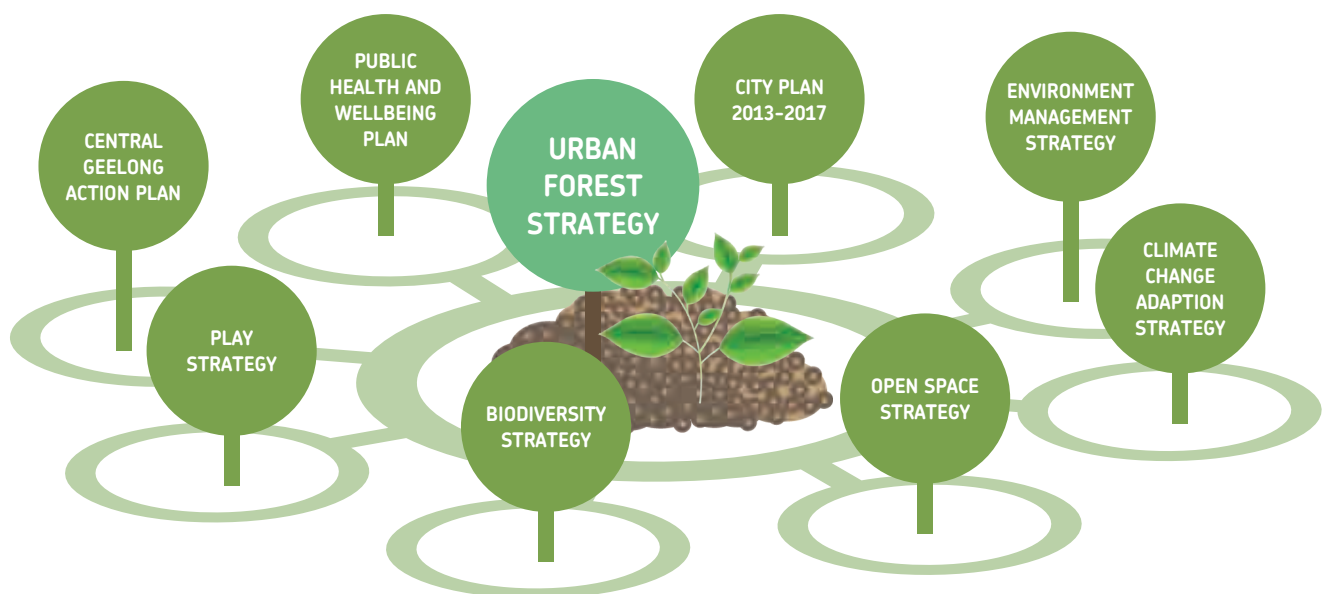 CENTRAL
GEELONG
ACTION PLAN
PUBLIC
HEALTH AND
WELLBEING
PLAN
URBAN
FOREST
STRATEGY
CITY PLAN
2013-2017
ENVIRONMENT
MANAGEMENT
STRATEGY
CLIMATE
CHANGE
ADAPTION
STRATEGY
PLAY
STRATEGY
BIODIVERSITY
STRATEGY
OPEN SPACE
STRATEGY